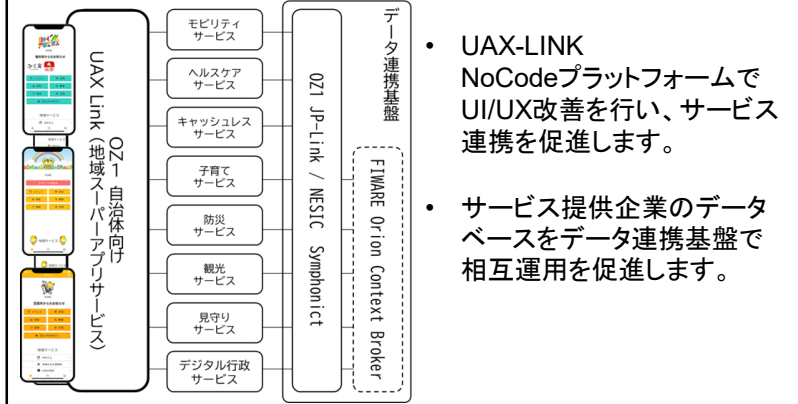 OZ1 自治体向け
UAX Link（地域スーパーアプリサービス）
モビリティ
サービス
ヘルスケア
サービス
キャッシュレス
サービス
子育て
サービス
防災
サービス
観光
サービス
見守り
サービス
デジタル行政
サービス
データ連携基盤
OZ1 JP-Link / NESIC Symphonict
FIWARE Orion Context Broker
• UAX-LINK
NoCodeプラットフォームで
UI/UX改善を行い、サービス
連携を促進します。
• サービス提供企業のデータ
ベースをデータ連携基盤で
相互運用を促進します。